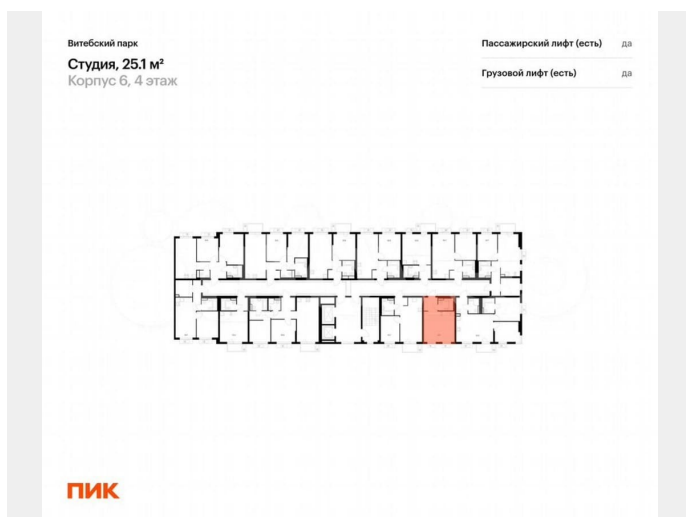 Витебский парк
Студия, 25.1 м²
Корпус 6, 4 этаж
Пассажирский лифт (есть) да
Грузовой лифт (есть) да
ПИК